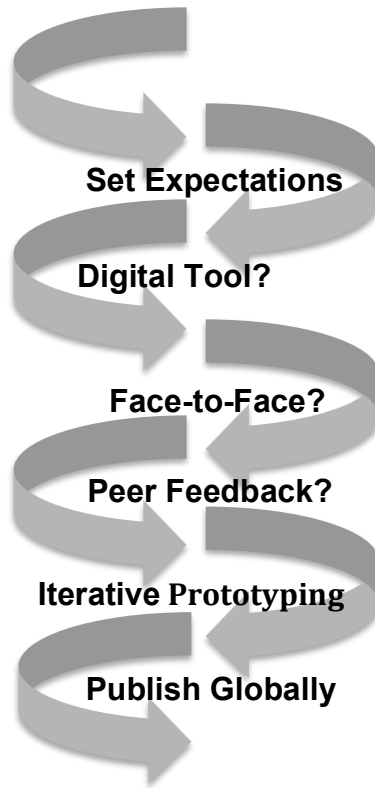 Set Expectations
Digital Tool?
Face-to-Face?
Peer Feedback?
Iterative Prototyping
Publish Globally